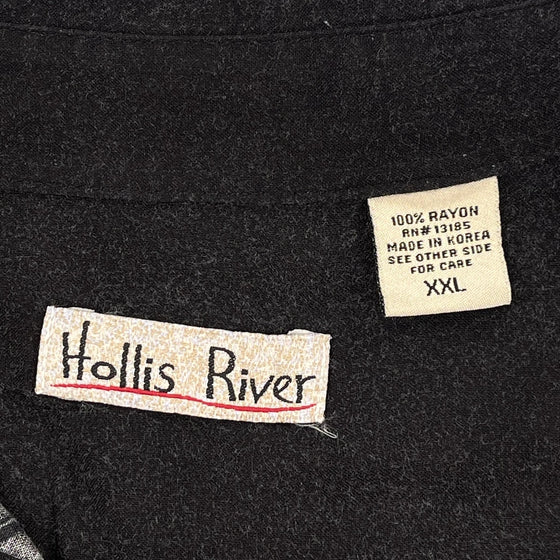 100% RAYON
RN# 13185
MADE IN KOREA
SEE OTHER SIDE
FOR CARE
XXL
Hollis River